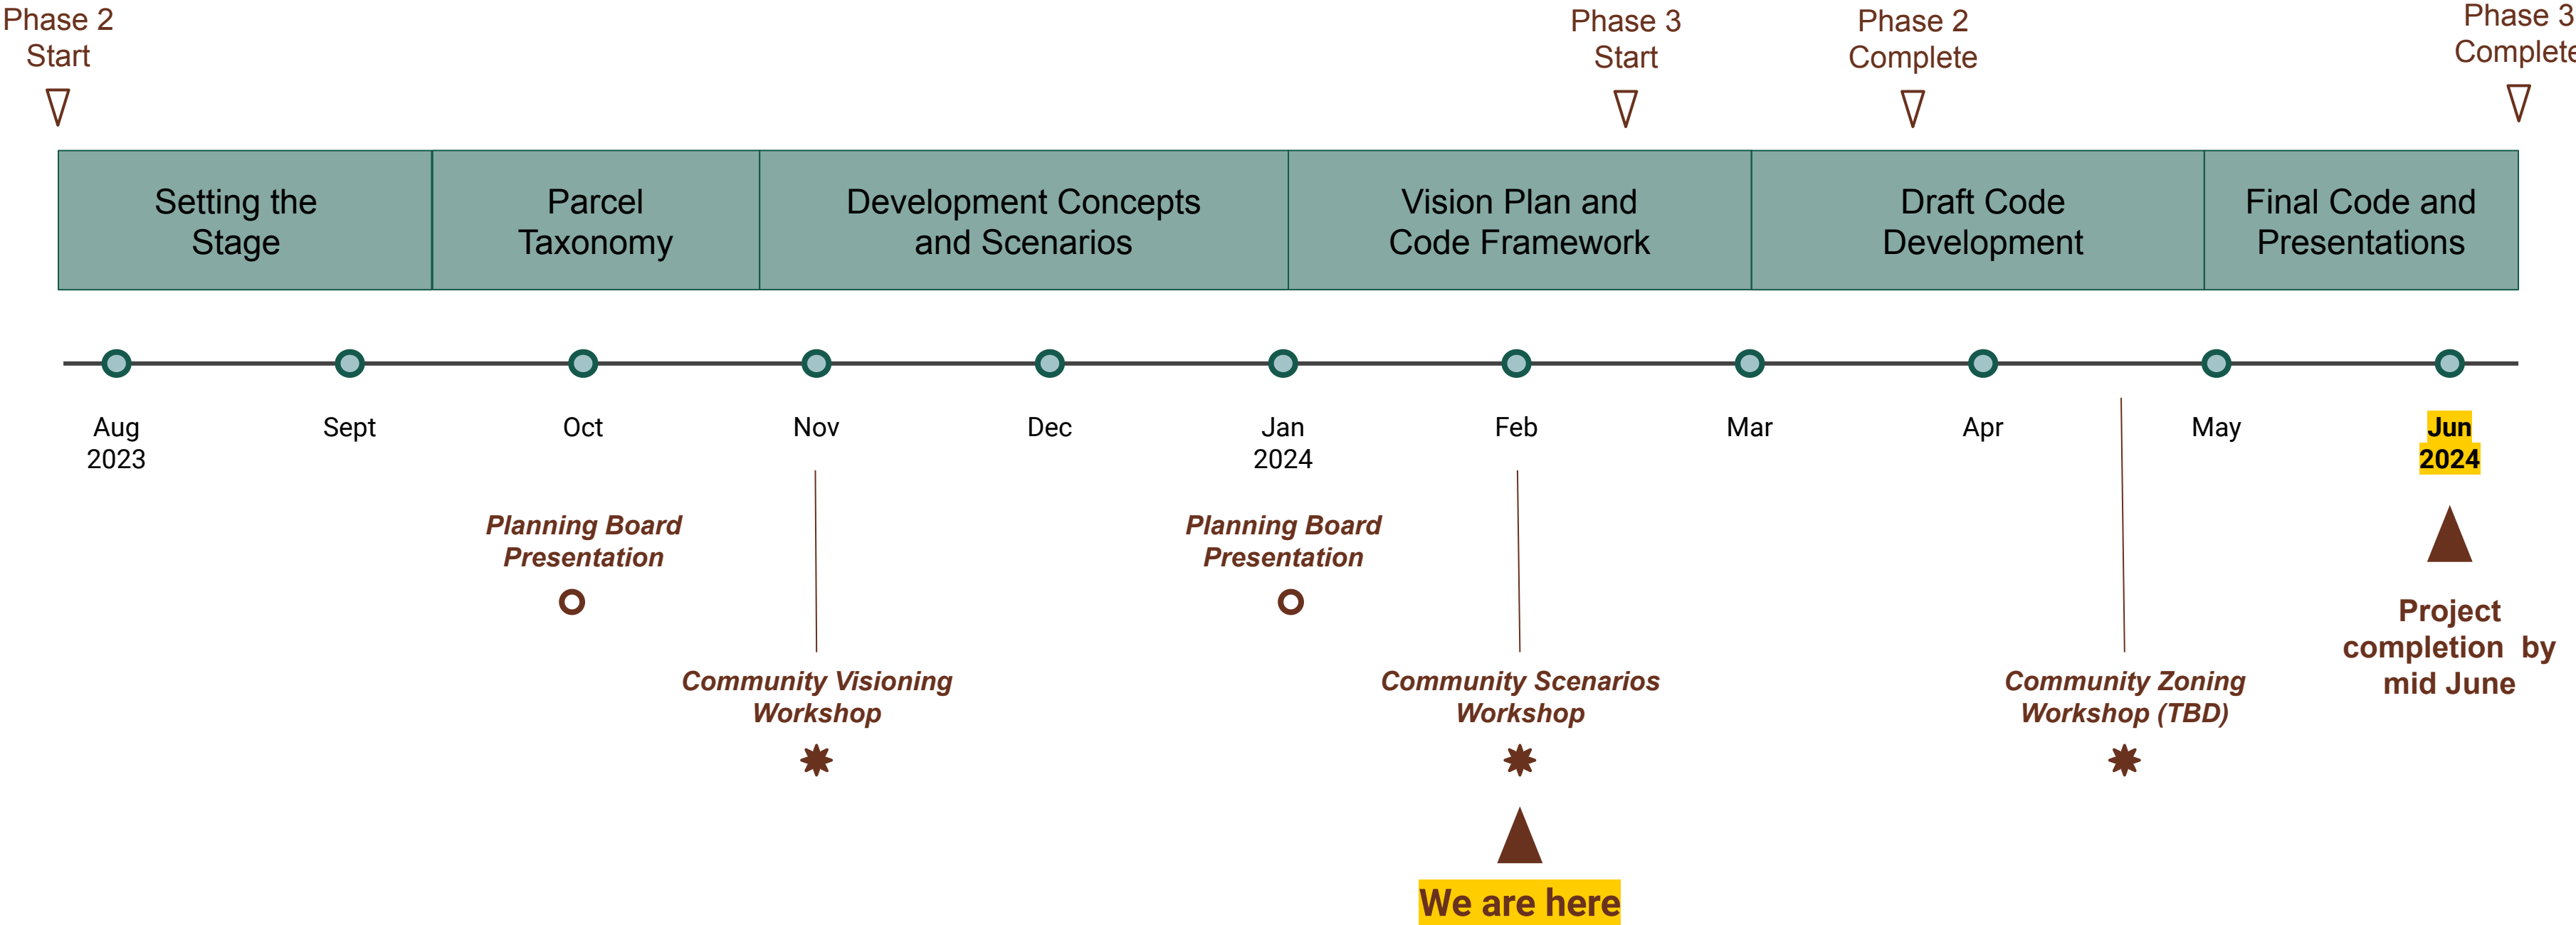 Phase 2
Start
Phase 3
Start
Phase 2
Complete
Phase 3
Complete
Setting the
Stage
Parcel
Taxonomy
Development Concepts
and Scenarios
Vision Plan and
Code Framework
Draft Code
Development
Final Code and
Presentations
Aug
2023
Sept
Oct
Nov
Dec
Jan
2024
Feb
Mar
Apr
May
Jun
2024
Planning Board
Presentation
Planning Board
Presentation
Community Visioning
Workshop
Community Scenarios
Workshop
Community Zoning
Workshop (TBD)
Project
completion by
mid June
We are here